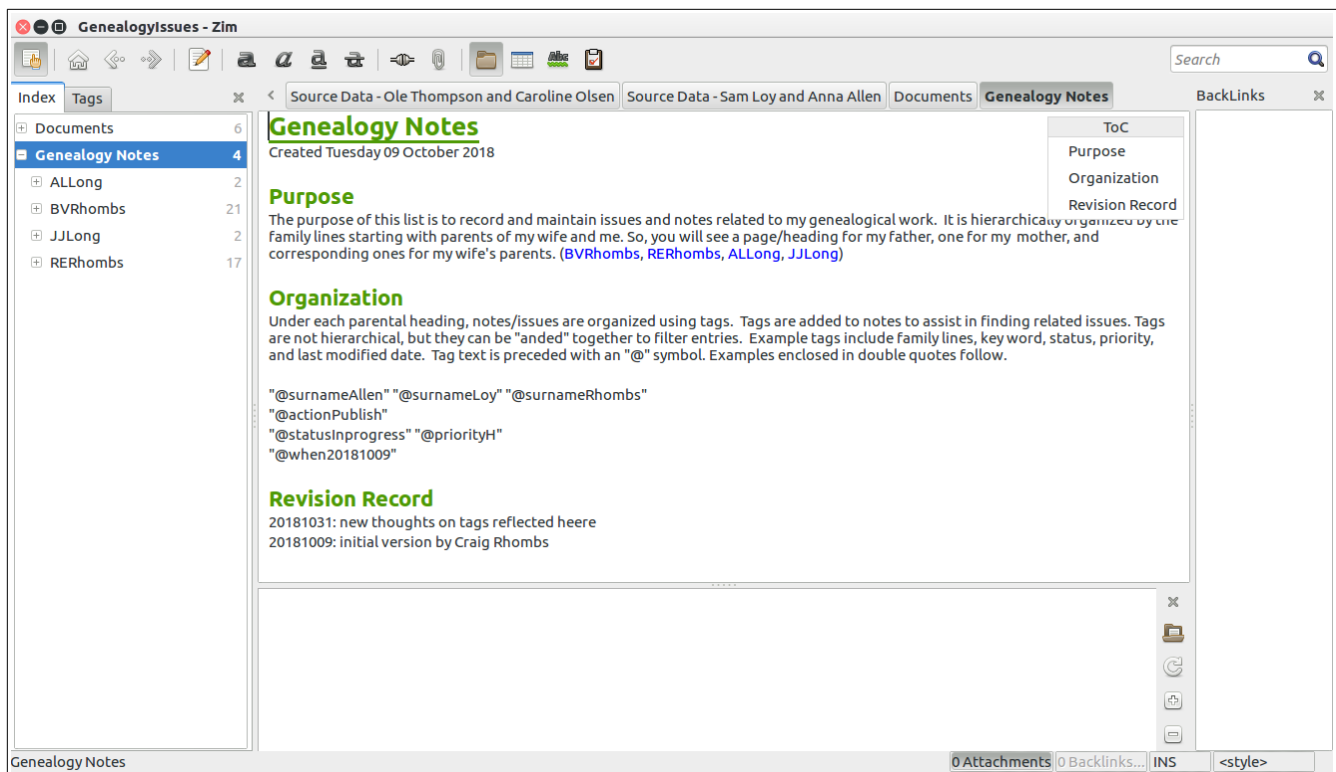 GenealogyIssues - Zim
Search
Index Tags
Source Data - Ole Thompson and Caroline Olsen Source Data - Sam Loy and Anna Allen Documents Genealogy Notes
BackLinks
Documents 6
Genealogy Notes 4
ALLong 2
BVRhombs 21
JJLong 2
RERhombs 17
Genealogy Notes
Created Tuesday 09 October 2018
ToC
Purpose
Organization
Revision Record
Purpose
The purpose of this list is to record and maintain issues and notes related to my genealogical work. It is hierarchically organized by the
family lines starting with parents of my wife and me. So, you will see a page/heading for my father, one for my mother, and
corresponding ones for my wife's parents. (BVRhombs, RERhombs, ALLong, JJLong)
Organization
Under each parental heading, notes/issues are organized using tags. Tags are added to notes to assist in finding related issues. Tags
are not hierarchical, but they can be "anded" together to filter entries. Example tags include family lines, key word, status, priority,
and last modified date. Tag text is preceded with an "@" symbol. Examples enclosed in double quotes follow.
"@surnameAllen" "@surnameLoy" "@surnameRhombs"
"@actionPublish"
"@statusInprogress" "@priorityH"
"@when20181009"
Revision Record
20181031: new thoughts on tags reflected heere
20181009: initial version by Craig Rhombs
Genealogy Notes
0 Attachments 0 Backlinks... INS <style>